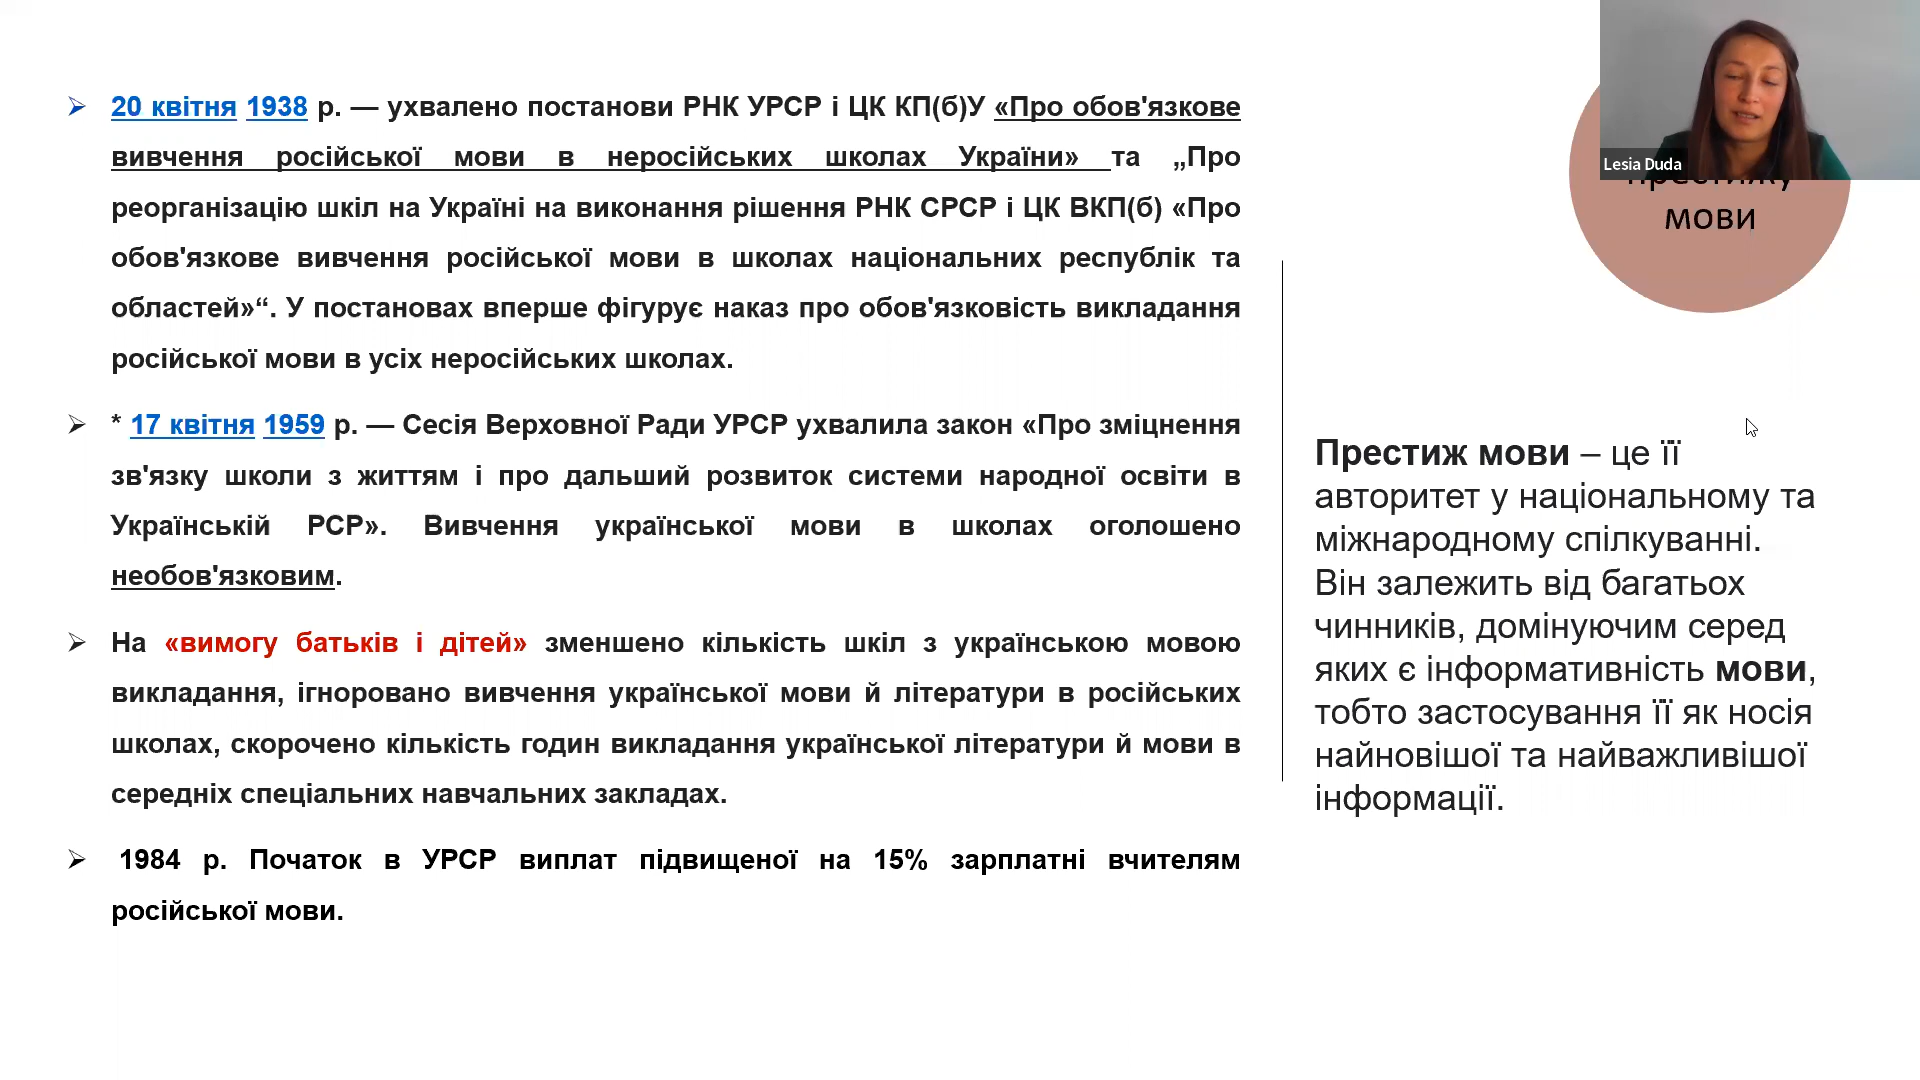 20 квітня 1938 р. — ухвалено постанови РНК УРСР і ЦК КП(б)У «Про обов'язкове
вивчення російської мови в неросійських школах України» та „Про
реорганізацію шкіл на Україні на виконання рішення РНК СРСР і ЦК ВКП(б) «Про
обов'язкове вивчення російської мови в школах національних республік та
областей»“. У постановах вперше фігурує наказ про обов'язковість викладання
російської мови в усіх неросійських школах.
* 17 квітня 1959 р. — Сесія Верховної Ради УРСР ухвалила закон «Про зміцнення
зв'язку школи з життям і про дальший розвиток системи народної освіти в
Українській РСР». Вивчення української мови в школах оголошено
необов'язковим.
На «вимогу батьків і дітей» зменшено кількість шкіл з українською мовою
викладання, ігноровано вивчення української мови й літератури в російських
школах, скорочено кількість годин викладання української літератури й мови в
середніх спеціальних навчальних закладах.
1984 р. Початок в УРСР виплат підвищеної на 15% зарплатні вчителям
російської мови.
Lesia Duda
мови
Престиж мови – це її
авторитет у національному та
міжнародному спілкуванні.
Він залежить від багатьох
чинників, домінуючим серед
яких є інформативність мови,
тобто застосування її як носія
найновішої та найважливішої
інформації.